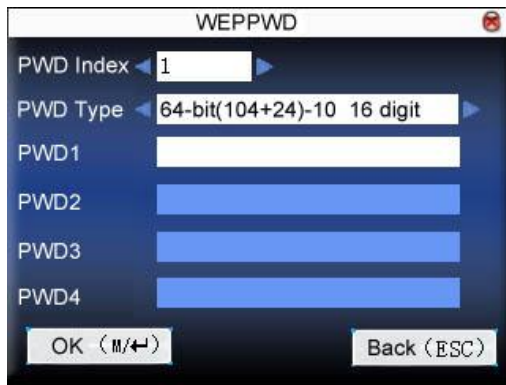 WEPPWD
PWD Index 1
PWD Type 64-bit(104+24)-10 16 digit
PWD1
PWD2
PWD3
PWD4
OK (M/↵) Back (ESC)